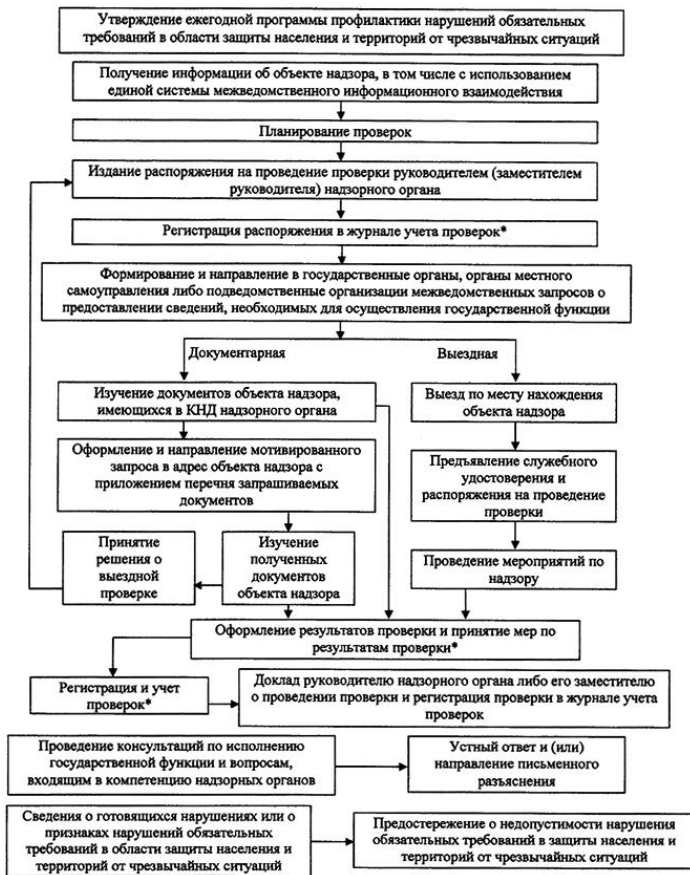 Утверждение ежегодной программы профилактики нарушений обязательных
требований в области защиты населения и территорий от чрезвычайных ситуаций
Получение информации об объекте надзора, в том числе с использованием
единой системы межведомственного информационного взаимодействия
Планирование проверок
Издание распоряжения на проведение проверки руководителем (заместителем
руководителя) надзорного органа
Регистрация распоряжения в журнале учета проверок*
Формирование и направление в государственные органы, органы местного
самоуправления либо подведомственные организации межведомственных запросов о
предоставлении сведений, необходимых для осуществления государственной функции
Документарная
Выездная
Изучение документов объекта надзора,
имеющихся в КНД надзорного органа
Выезд по месту нахождения
объекта надзора
Оформление и направление мотивированного
запроса в адрес объекта надзора с
приложением перечня запрашиваемых
документов
Предъявление служебного
удостоверения и
распоряжения на проведение
проверки
Принятие
решения о
выездной
проверке
Изучение
полученных
документов
объекта надзора
Проведение мероприятий по
надзору
Оформление результатов проверки и принятие мер по
результатам проверки*
Регистрация и учет
проверок*
Доклад руководителю надзорного органа либо его заместителю
о проведении проверки и регистрация проверки в журнале учета
проверок
Проведение консультаций по исполнению
государственной функции и вопросам,
входящим в компетенцию надзорных органов
Устный ответ и (или)
направление письменного
разъяснения
Сведения о готовящихся нарушениях или о
признаках нарушений обязательных
требований в области защиты населения и
территорий от чрезвычайных ситуаций
Предостережение о недопустимости нарушения
обязательных требований в защиты населения и
территорий от чрезвычайных ситуаций